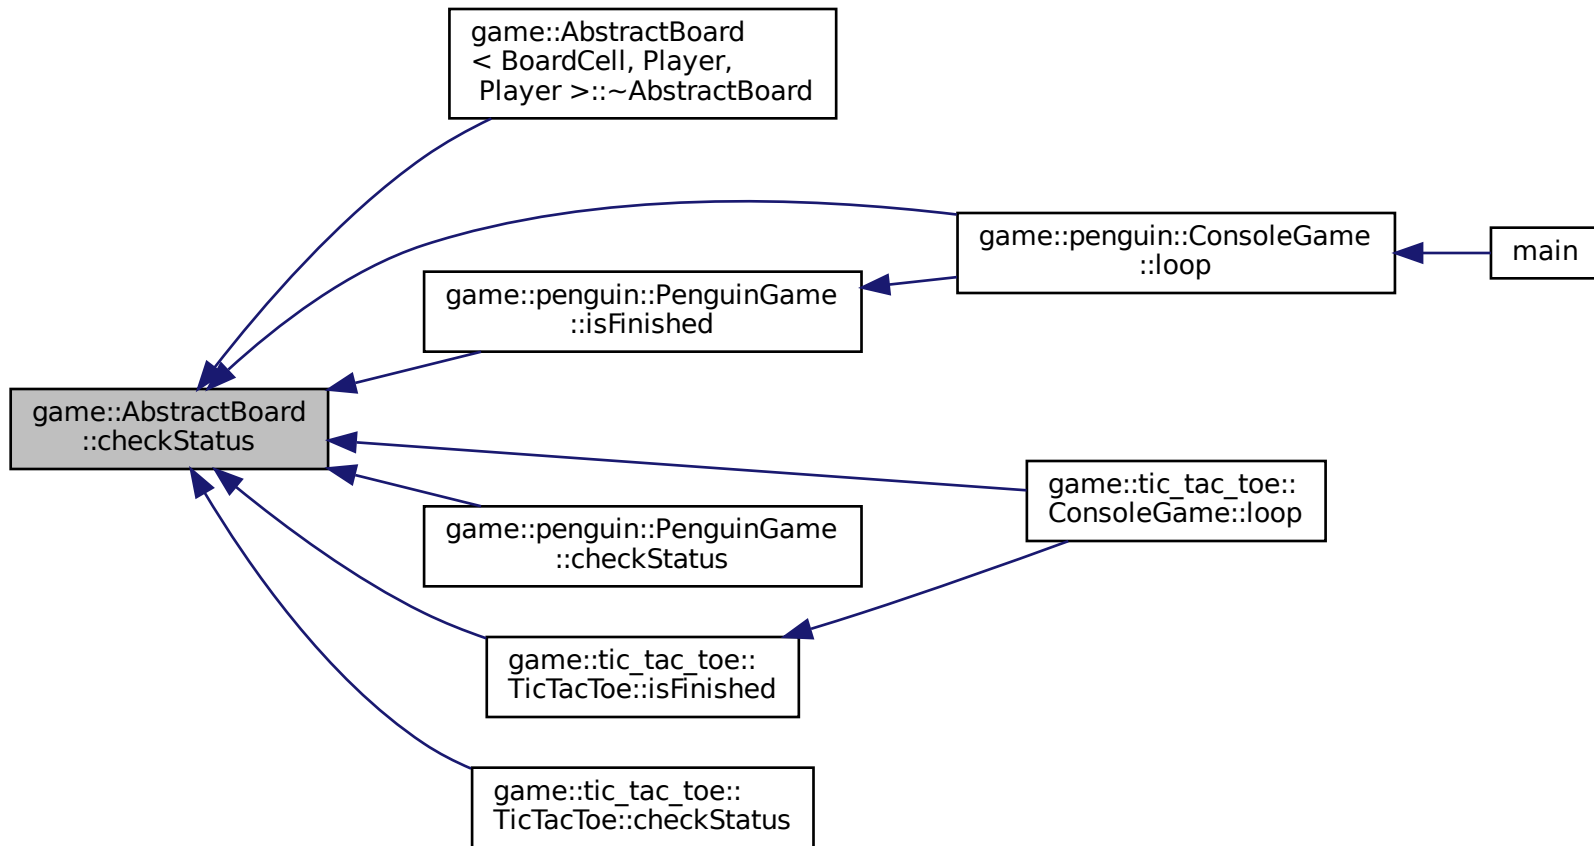 game::AbstractBoard
< BoardCell, Player,
Player >::~AbstractBoard
game::penguin::ConsoleGame
::loop
main
game::penguin::PenguinGame
::isFinished
game::AbstractBoard
::checkStatus
game::tic_tac_toe::
ConsoleGame::loop
game::penguin::PenguinGame
::checkStatus
game::tic_tac_toe::
TicTacToe::isFinished
game::tic_tac_toe::
TicTacToe::checkStatus